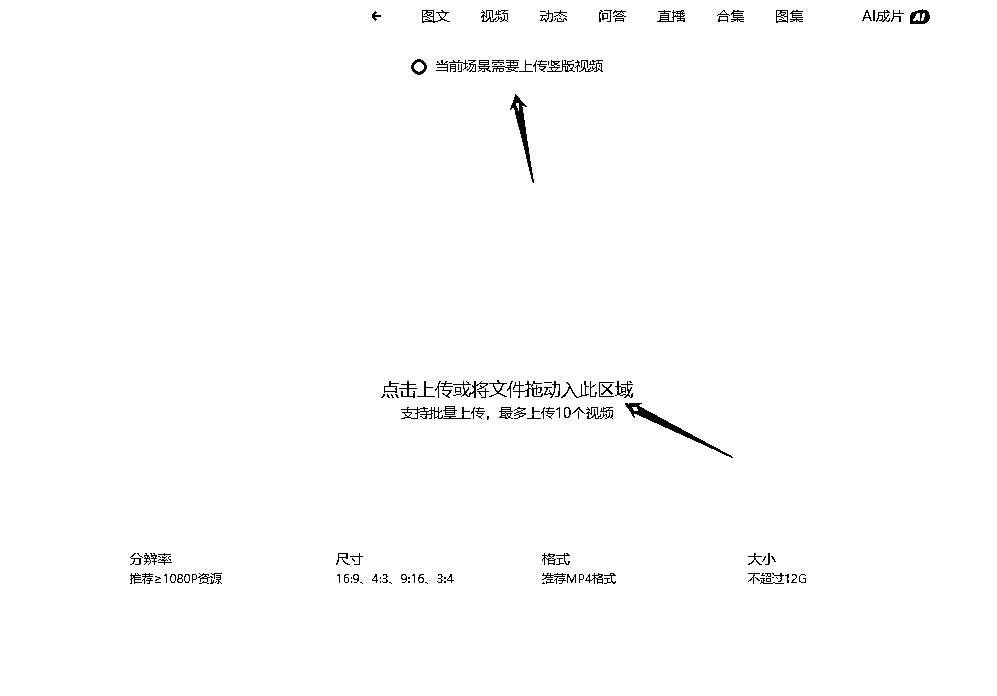 ← 图文 视频 动态 问答 直播 合集 图集 AI成片 AI
当前场景需要上传竖版视频
点击上传或将文件拖动入此区域
支持批量上传，最多上传10个视频
分辨率 尺寸 格式 大小
推荐≥1080P资源 16:9、4:3、9:16、3:4 推荐MP4格式 不超过12G